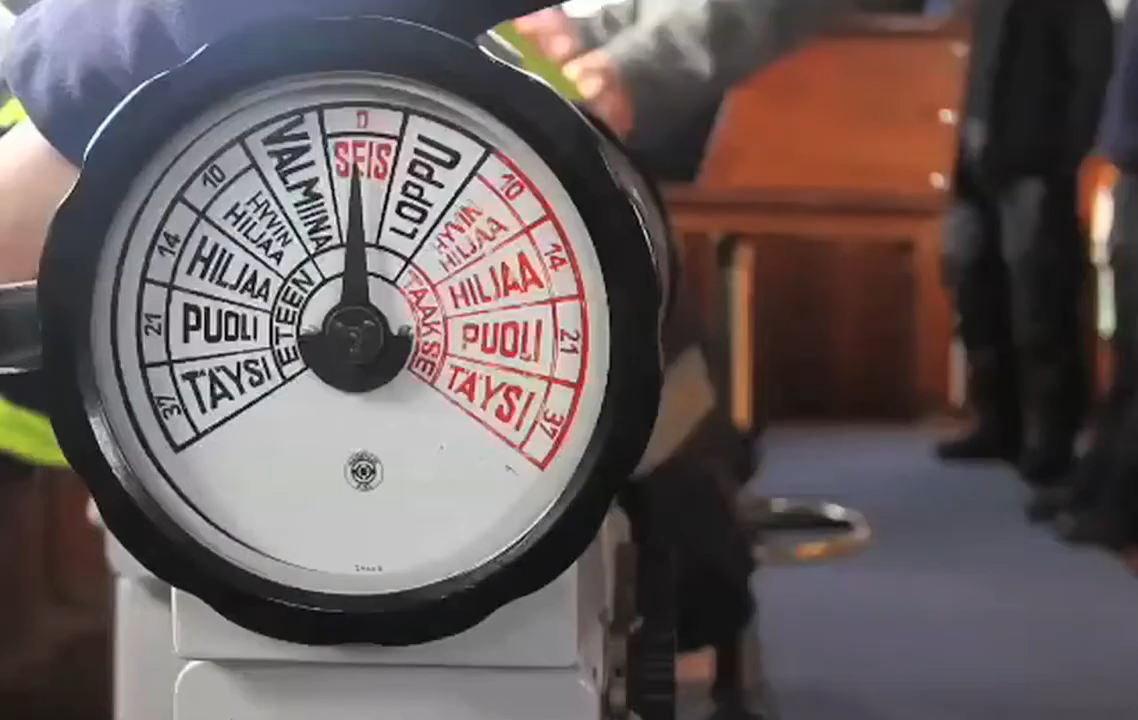 0
SEIS
VALMIINA
LOPPU
10
HYVIN
HILJAA
14
HILJAA
21
PUOLI
37
TÄYSI
ETEEN
10
HYVIN
HILJAA
14
HILJAA
21
PUOLI
37
TÄYSI
TAAKSE